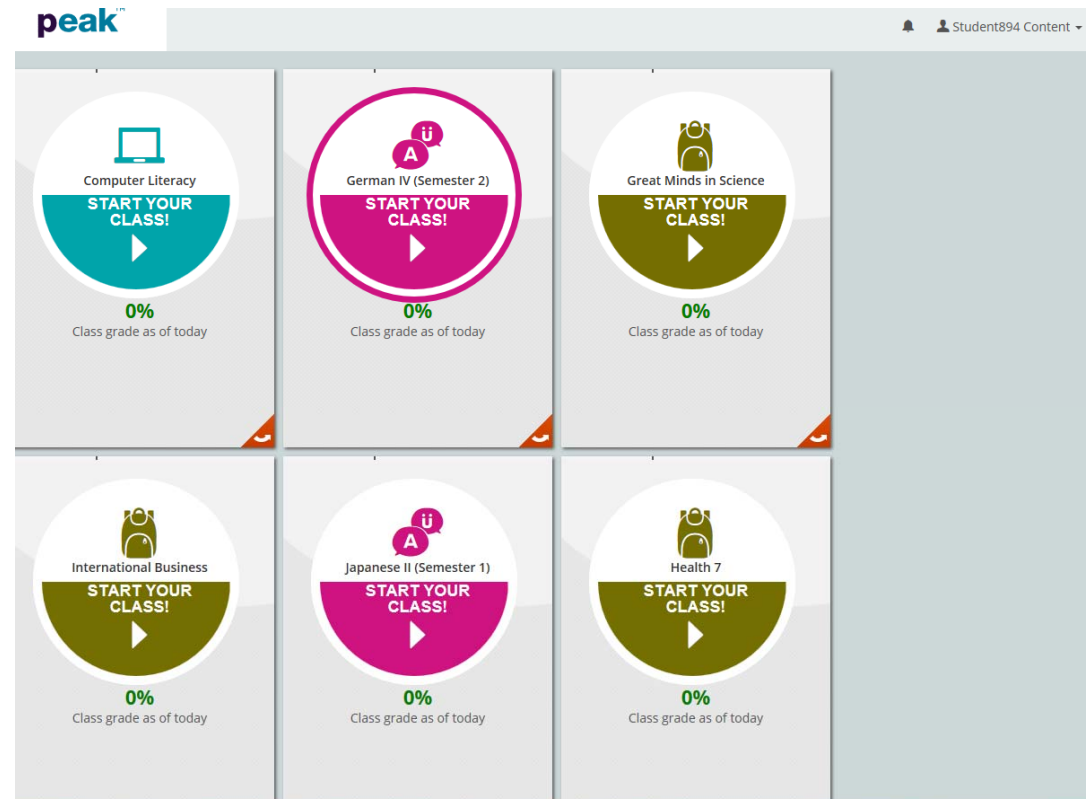 peak™
Student894 Content
Computer Literacy
START YOUR
CLASS!
0%
Class grade as of today
A Ü
German IV (Semester 2)
START YOUR
CLASS!
0%
Class grade as of today
Great Minds in Science
START YOUR
CLASS!
0%
Class grade as of today
International Business
START YOUR
CLASS!
0%
Class grade as of today
A Ü
Japanese II (Semester 1)
START YOUR
CLASS!
0%
Class grade as of today
Health 7
START YOUR
CLASS!
0%
Class grade as of today